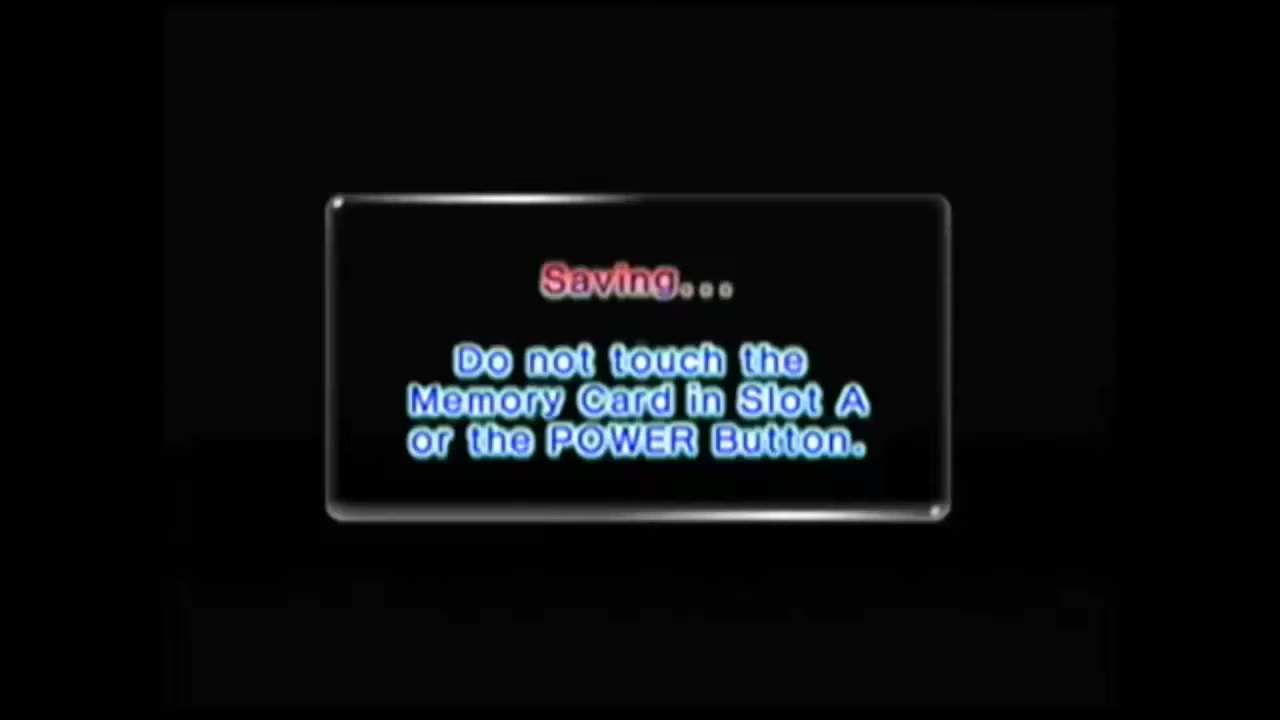 Saving...
Do not touch the
Memory Card in Slot A
or the POWER Button.